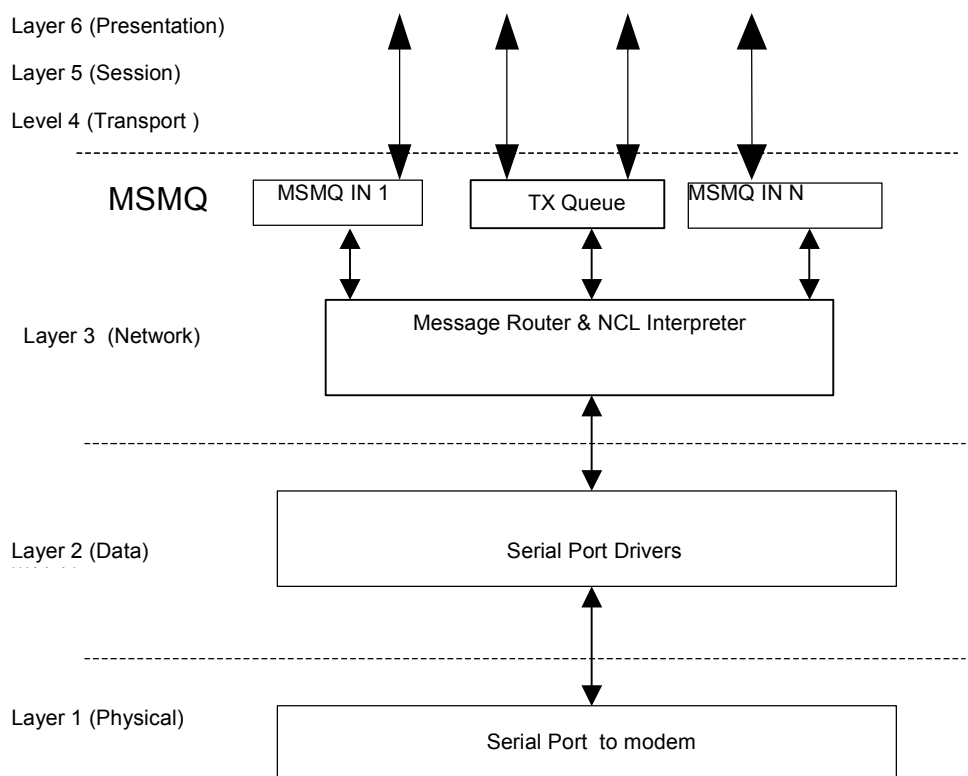 Layer 6 (Presentation)
Layer 5 (Session)
Level 4 (Transport )
MSMQ
MSMQ IN 1
TX Queue
MSMQ IN N
Message Router & NCL Interpreter
Layer 3 (Network)
Layer 2 (Data)
Serial Port Drivers
Layer 1 (Physical)
Serial Port to modem